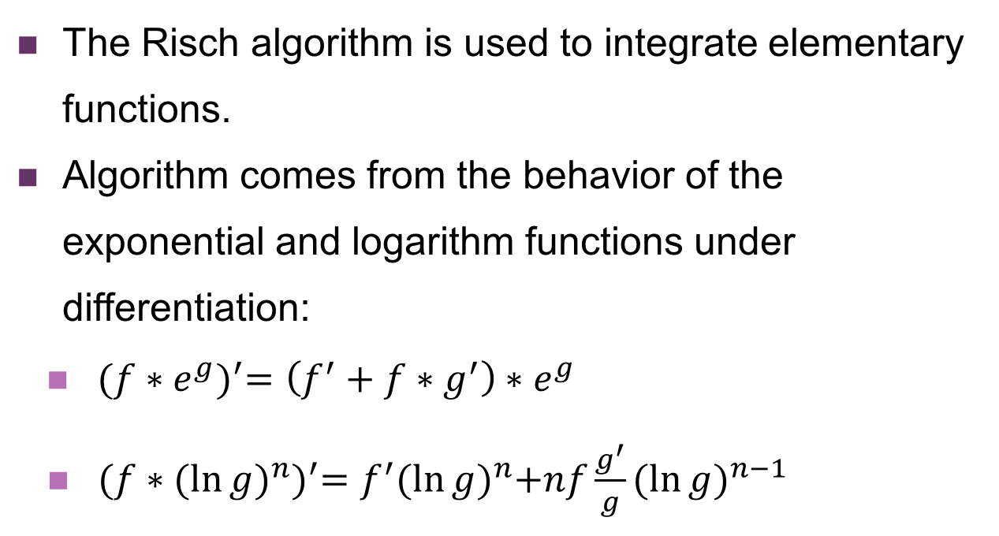 ■ The Risch algorithm is used to integrate elementary
functions.
■ Algorithm comes from the behavior of the
exponential and logarithm functions under
differentiation:
■ (f * e^g)′= (f′ + f * g′) * e^g
■ (f * (ln g)^n)′= f′(ln g)^n+nf g′/g (ln g)^{n−1}